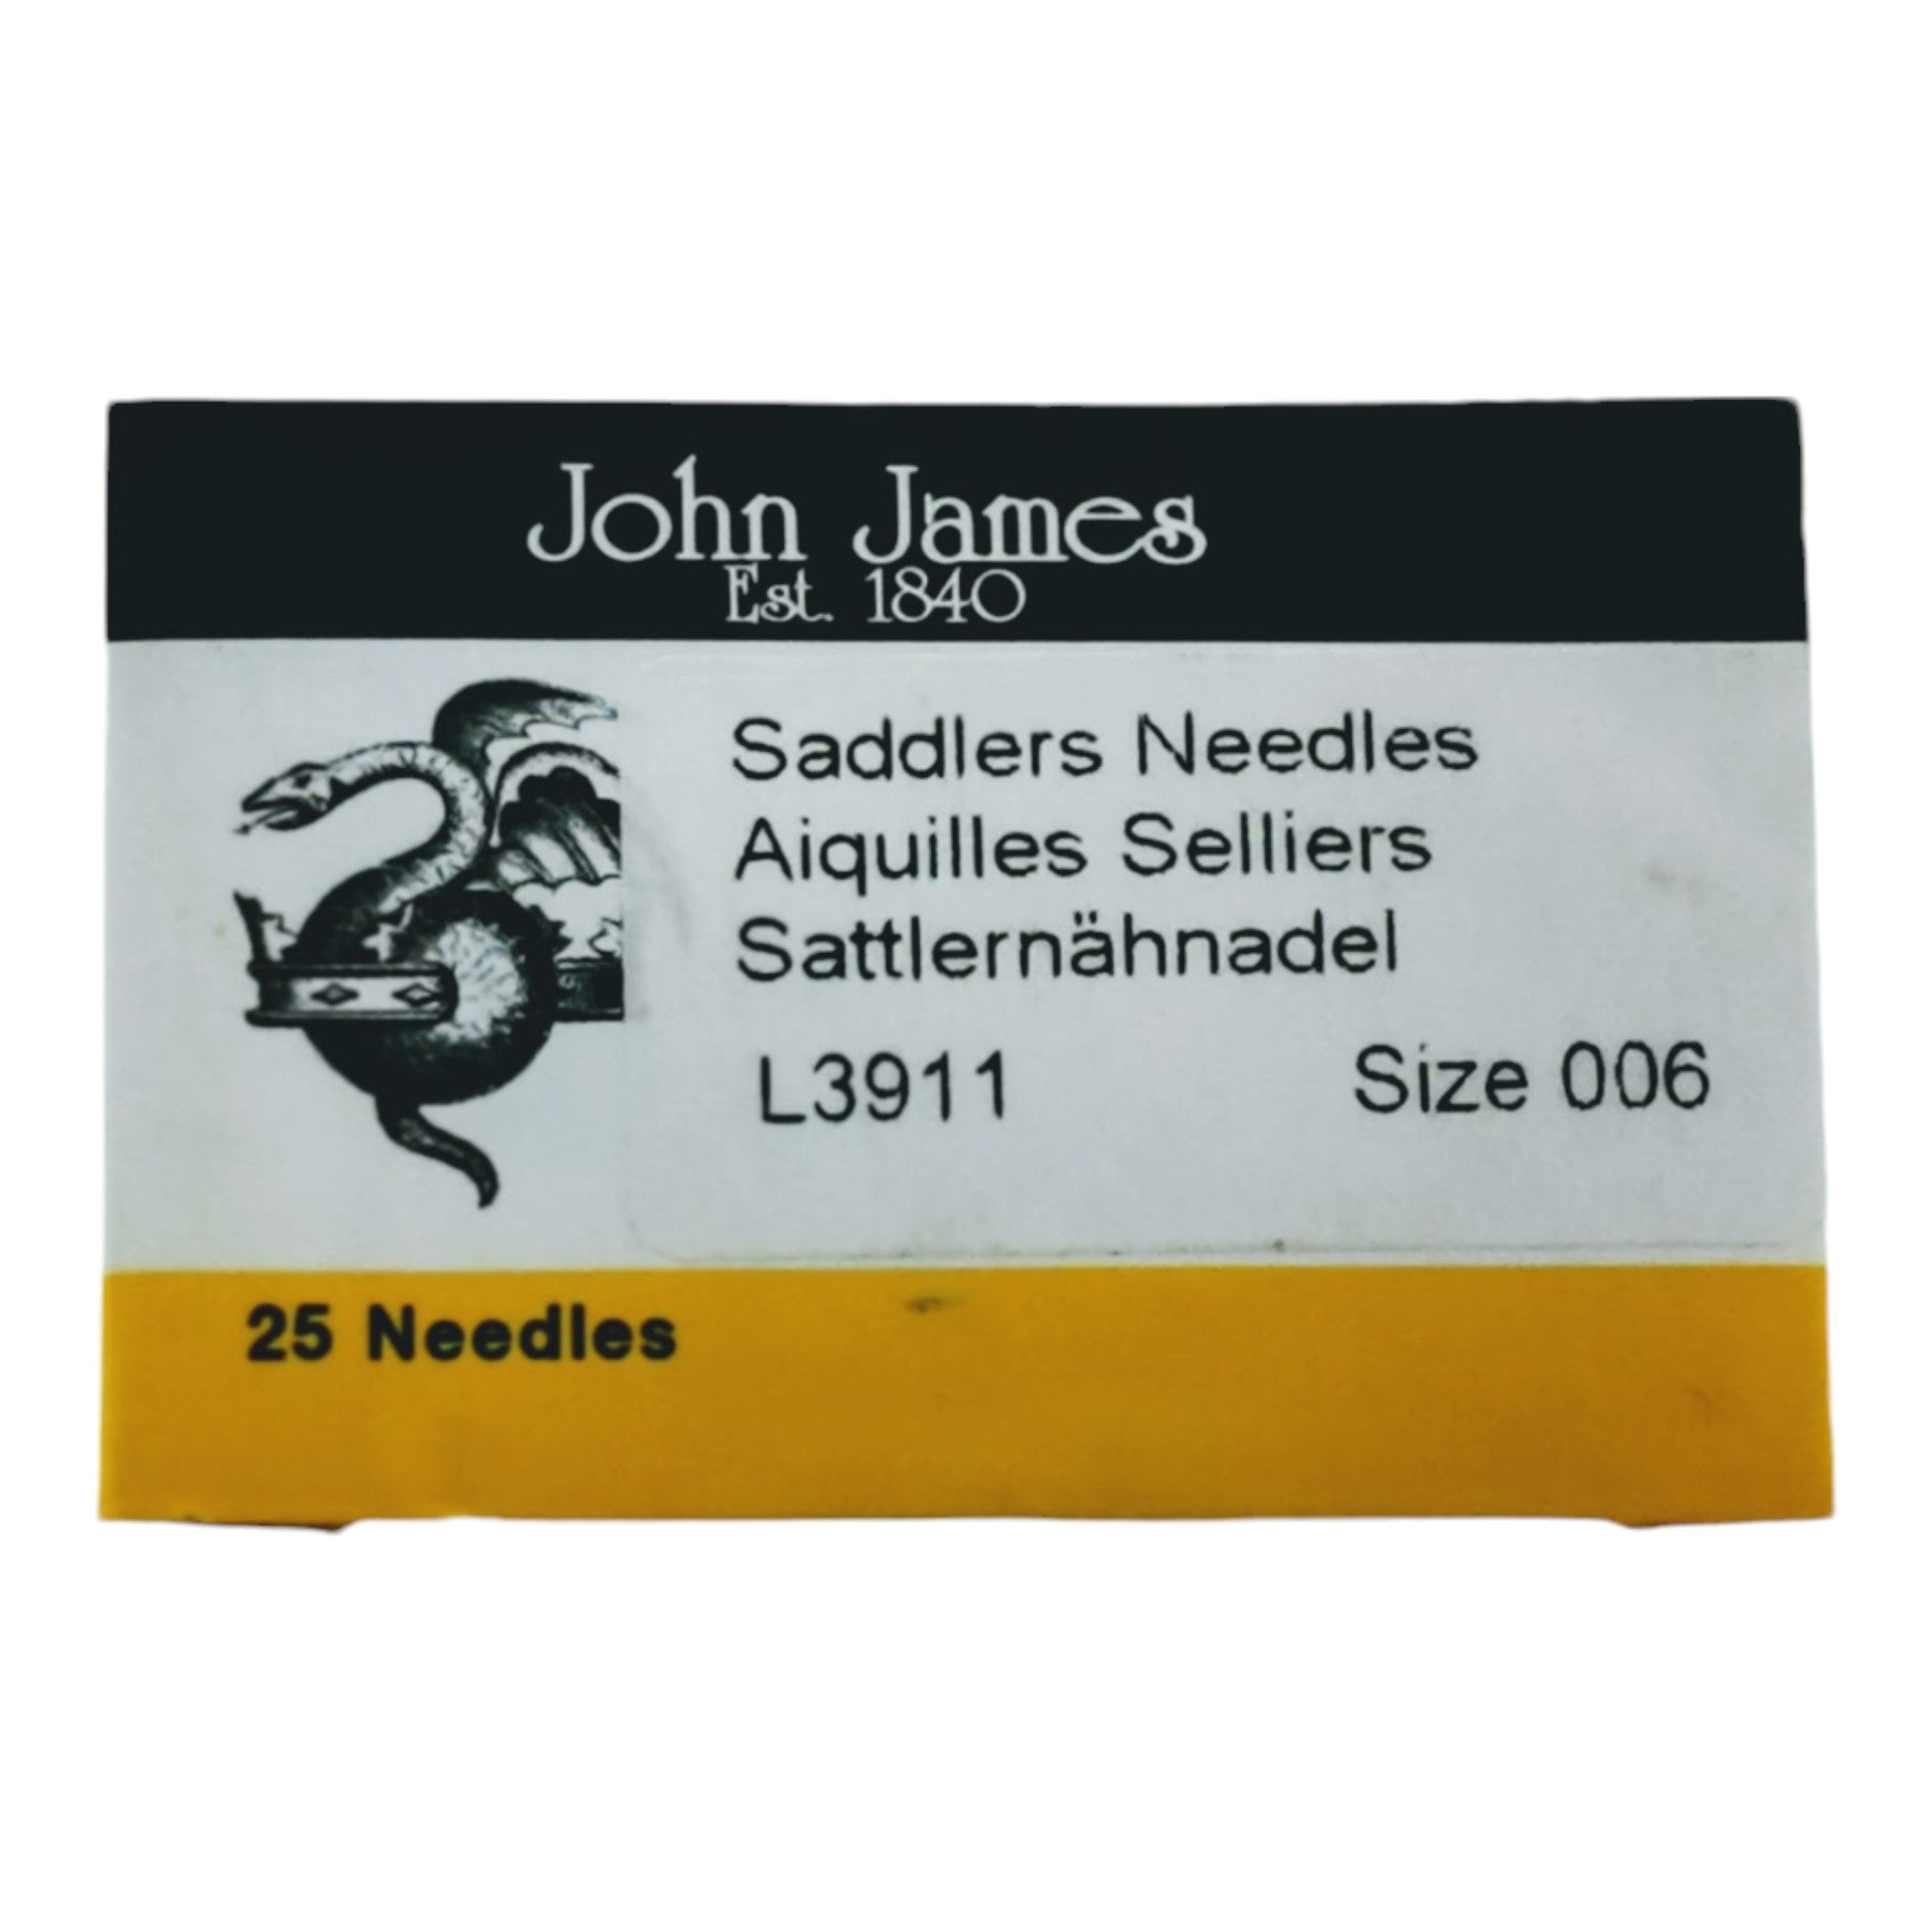 John James
Est. 1840
Saddlers Needles
Aiquilles Selliers
Sattlernähnadel
L3911 Size 006
25 Needles